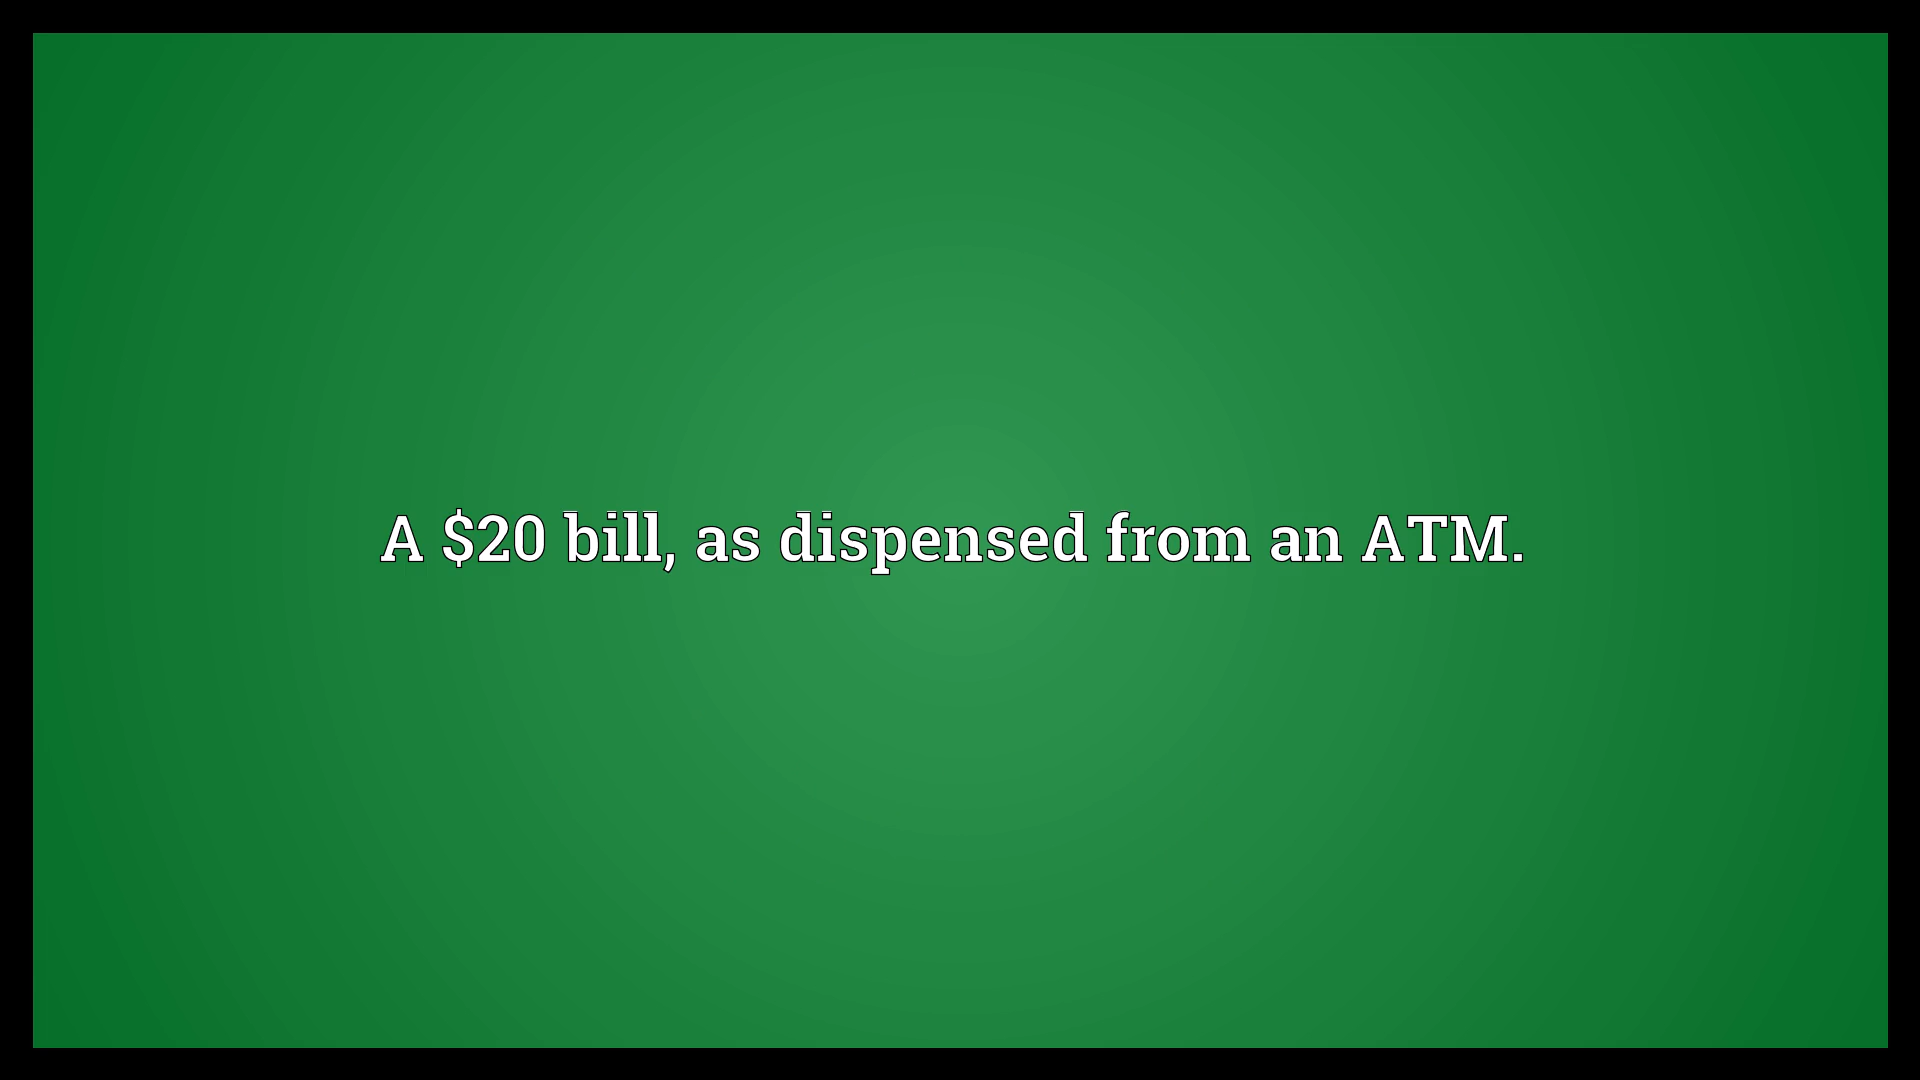 A $20 bill, as dispensed from an ATM.